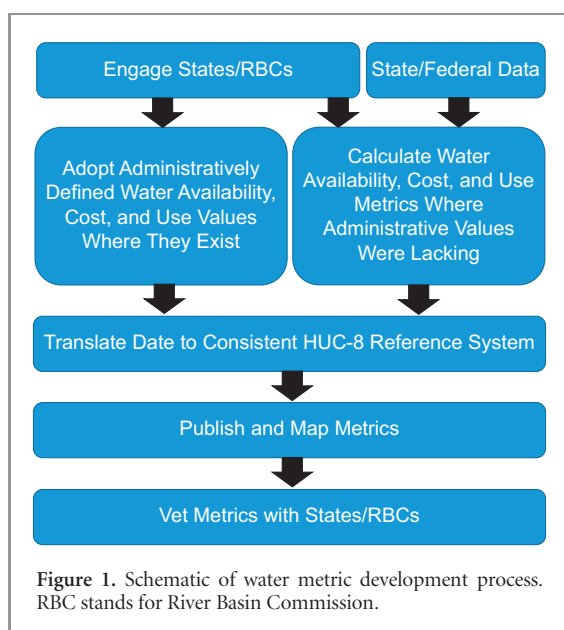 Engage States/RBCs
State/Federal Data
Adopt Administratively
Defined Water Availability,
Cost, and Use Values
Where They Exist
Calculate Water
Availability, Cost, and Use
Metrics Where
Administrative Values
Were Lacking
Translate Date to Consistent HUC-8 Reference System
Publish and Map Metrics
Vet Metrics with States/RBCs
Figure 1. Schematic of water metric development process.
RBC stands for River Basin Commission.